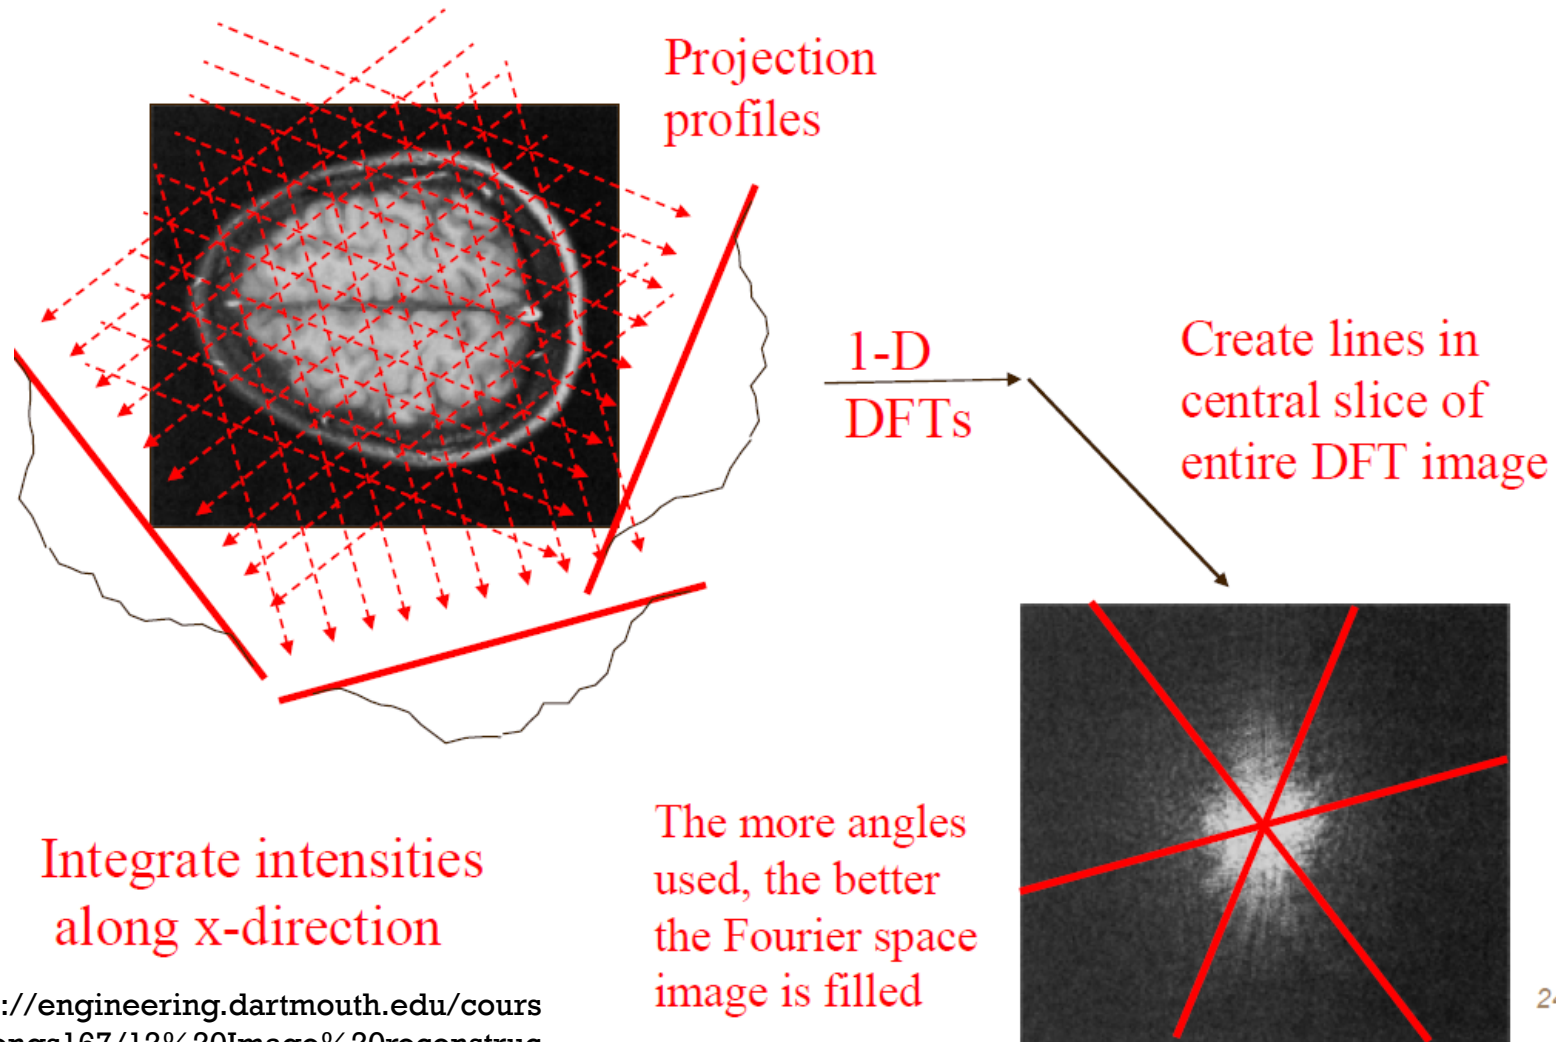 Projection
profiles
1-D
DFTs
Create lines in
central slice of
entire DFT image
Integrate intensities
along x-direction
The more angles
used, the better
the Fourier space
image is filled
://engineering.dartmouth.edu/cours
24